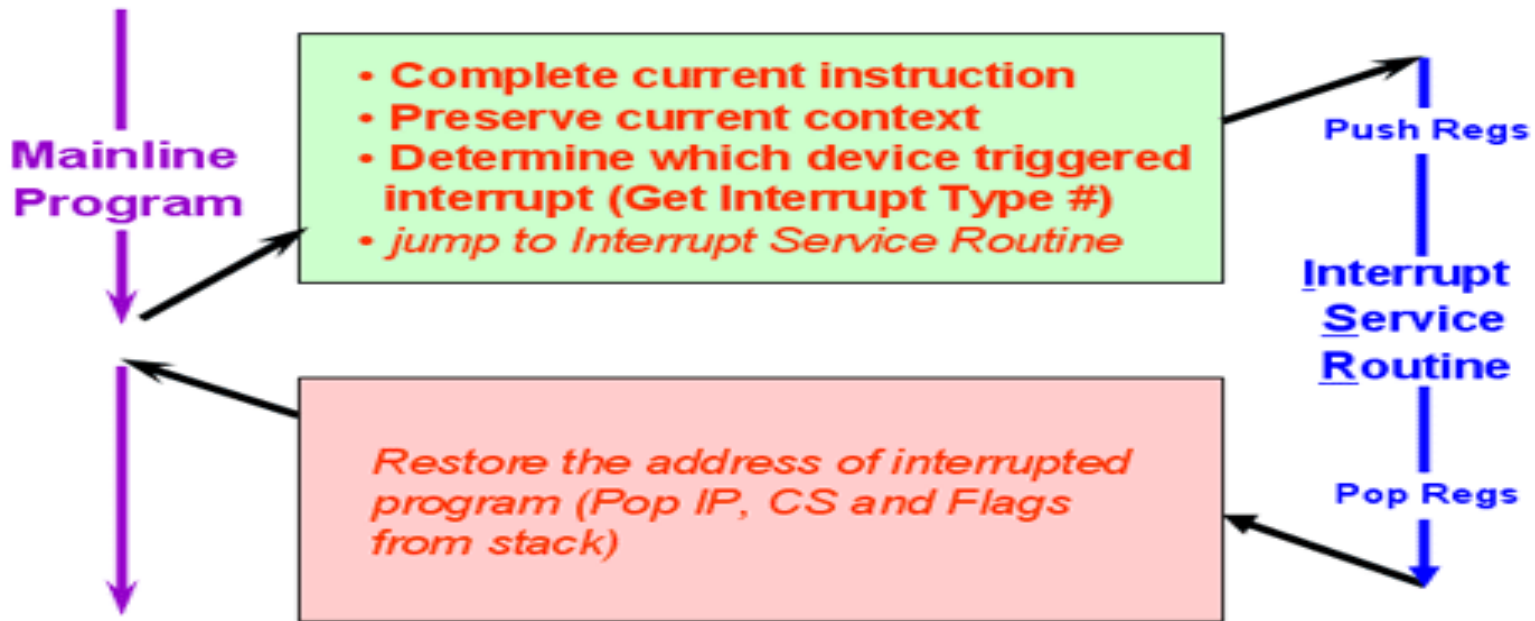 Mainline
Program
• Complete current instruction
• Preserve current context
• Determine which device triggered
interrupt (Get Interrupt Type #)
• jump to Interrupt Service Routine
Push Regs
Interrupt
Service
Routine
Pop Regs
Restore the address of interrupted
program (Pop IP, CS and Flags
from stack)